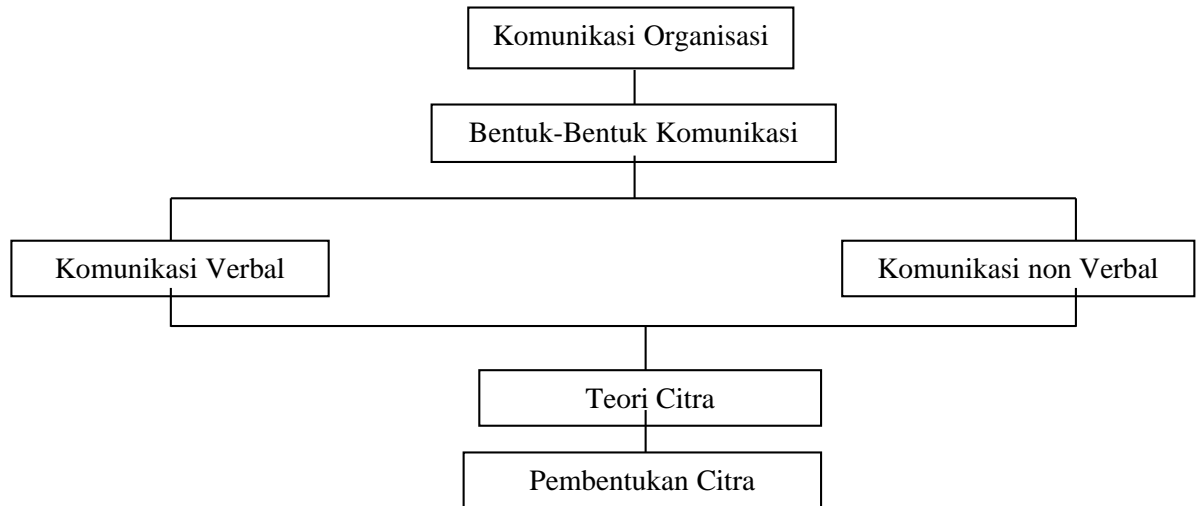 Komunikasi Organisasi
Bentuk-Bentuk Komunikasi
Komunikasi Verbal
Komunikasi non Verbal
Teori Citra
Pembentukan Citra